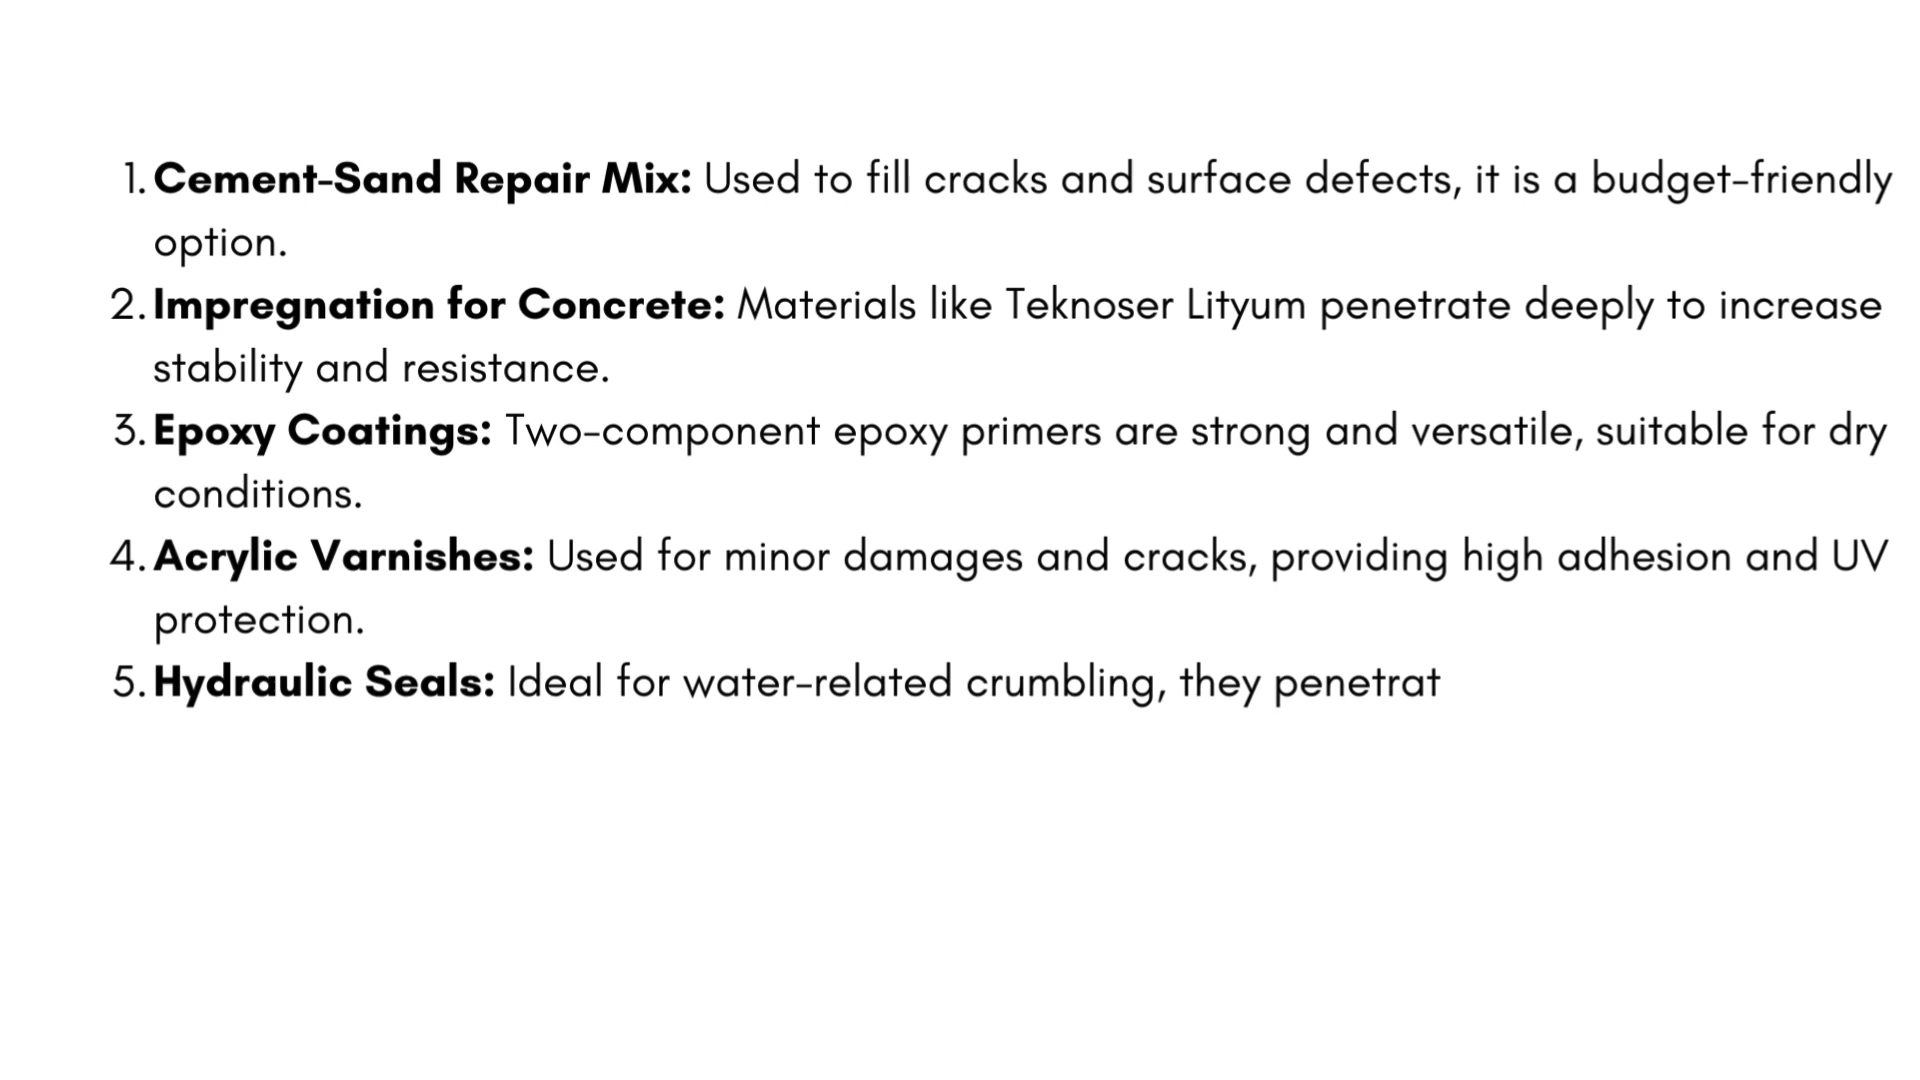 1. Cement-Sand Repair Mix: Used to fill cracks and surface defects, it is a budget-friendly
option.
2. Impregnation for Concrete: Materials like Teknoser Lityum penetrate deeply to increase
stability and resistance.
3. Epoxy Coatings: Two-component epoxy primers are strong and versatile, suitable for dry
conditions.
4. Acrylic Varnishes: Used for minor damages and cracks, providing high adhesion and UV
protection.
5. Hydraulic Seals: Ideal for water-related crumbling, they penetrat